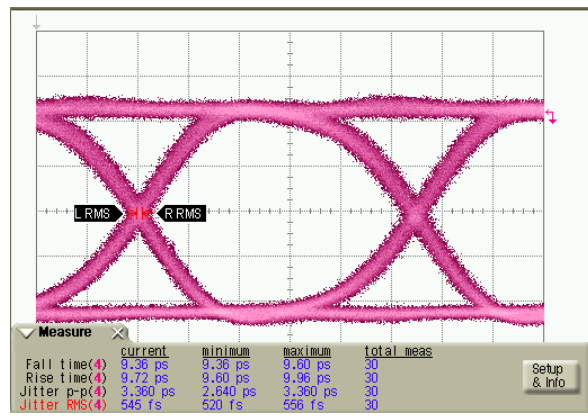 L RMS R RMS
Measure
current minimum maximum total meas
Fall time(4) 9.36 ps 9.36 ps 9.60 ps 30
Rise time(4) 9.72 ps 9.60 ps 9.96 ps 30
Jitter p-p(4) 3.360 ps 2.640 ps 3.360 ps 30
Jitter RMS(4) 545 fs 520 fs 556 fs 30
Setup
& Info